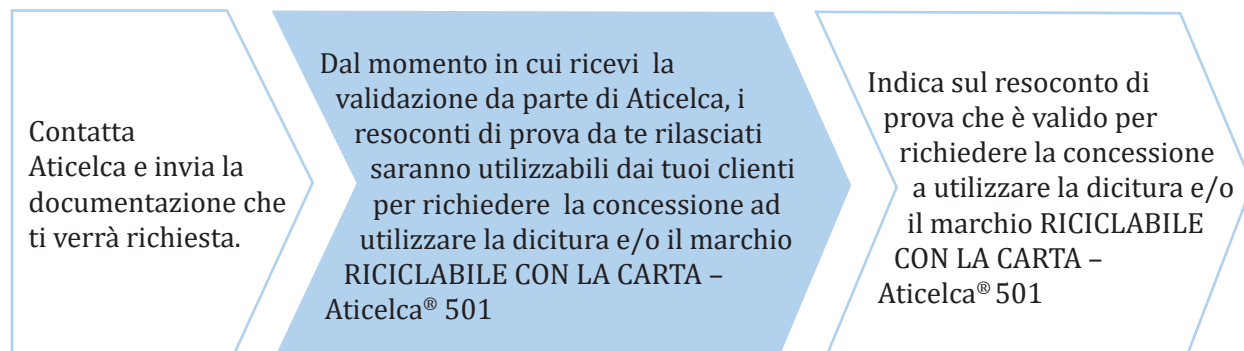 Contatta
Aticelca e invia la
documentazione che
ti verrà richiesta.
Dal momento in cui ricevi la
validazione da parte di Aticelca, i
resoconti di prova da te rilasciati
saranno utilizzabili dai tuoi clienti
per richiedere la concessione ad
utilizzare la dicitura e/o il marchio
RICICLABILE CON LA CARTA –
Aticelca® 501
Indica sul resoconto di
prova che è valido per
richiedere la concessione
a utilizzare la dicitura e/o
il marchio RICICLABILE
CON LA CARTA –
Aticelca® 501